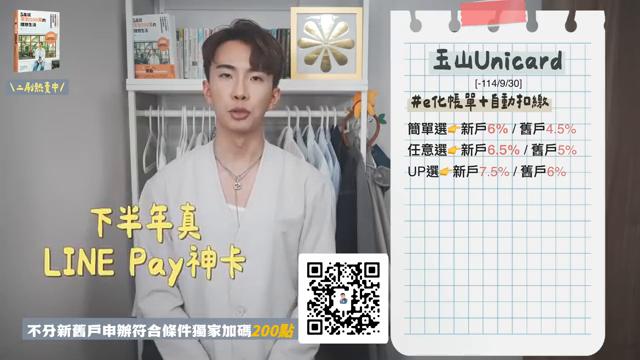 \二刷熱賣中/
玉山Unicard
[-114/9/30]
#e化帳單+自動扣繳
簡單選👉新戶6% / 舊戶4.5%
任意選👉新戶6.5% / 舊戶5%
UP選👉新戶7.5% / 舊戶6%
下半年真
LINE Pay神卡
不分新舊戶申辦符合條件獨家加碼200點